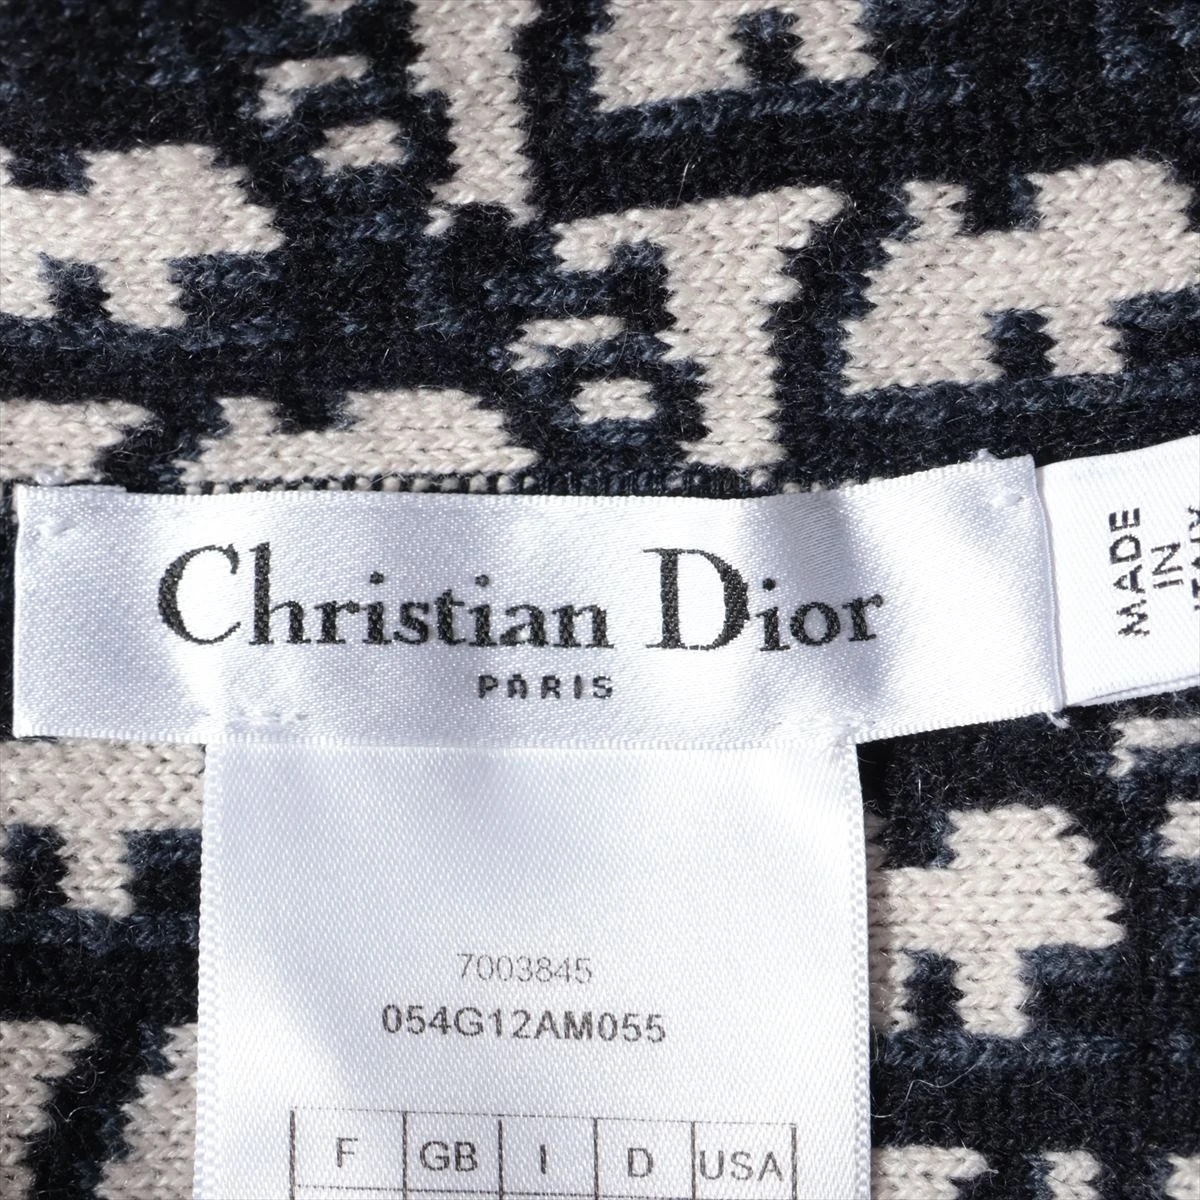 Christian Dior
PARIS
MADE
IN
7003845
054G12AM055
F GB I D USA